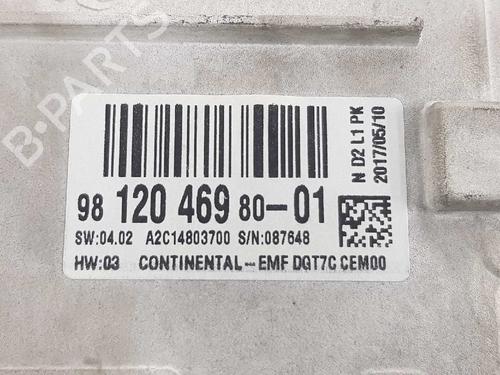 B-PARTS
98 120 469 80-01
SW:04.02 A2C14803700 S/N:087648
HW:03 CONTINENTAL-EMF DGT7C CEM00
N D2 L1 PK
2017/05/10